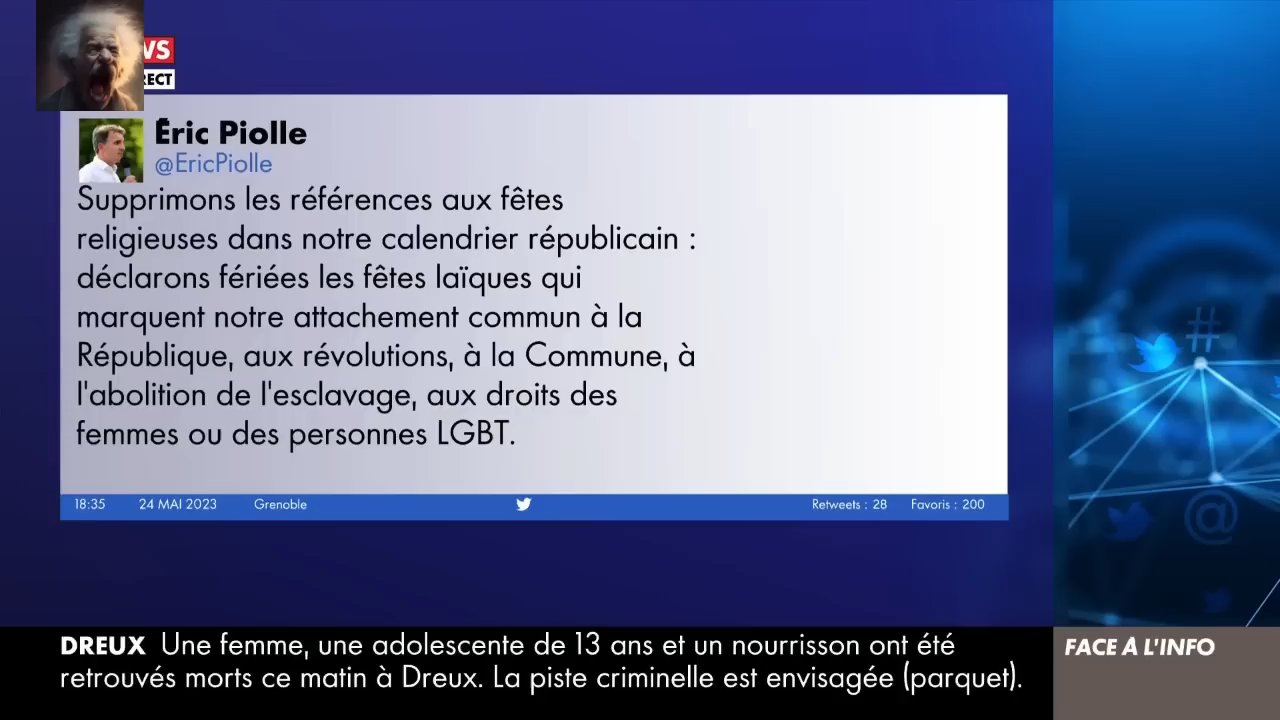 WS
RECT
Éric Piolle
@EricPiolle
Supprimons les références aux fêtes
religieuses dans notre calendrier républicain :
déclarons fériées les fêtes laïques qui
marquent notre attachement commun à la
République, aux révolutions, à la Commune, à
l'abolition de l'esclavage, aux droits des
femmes ou des personnes LGBT.
18:35 24 MAI 2023 Grenoble Retweets : 28 Favoris : 200
#
@
DREUX Une femme, une adolescente de 13 ans et un nourrisson ont été
retrouvés morts ce matin à Dreux. La piste criminelle est envisagée (parquet).
FACE À L'INFO